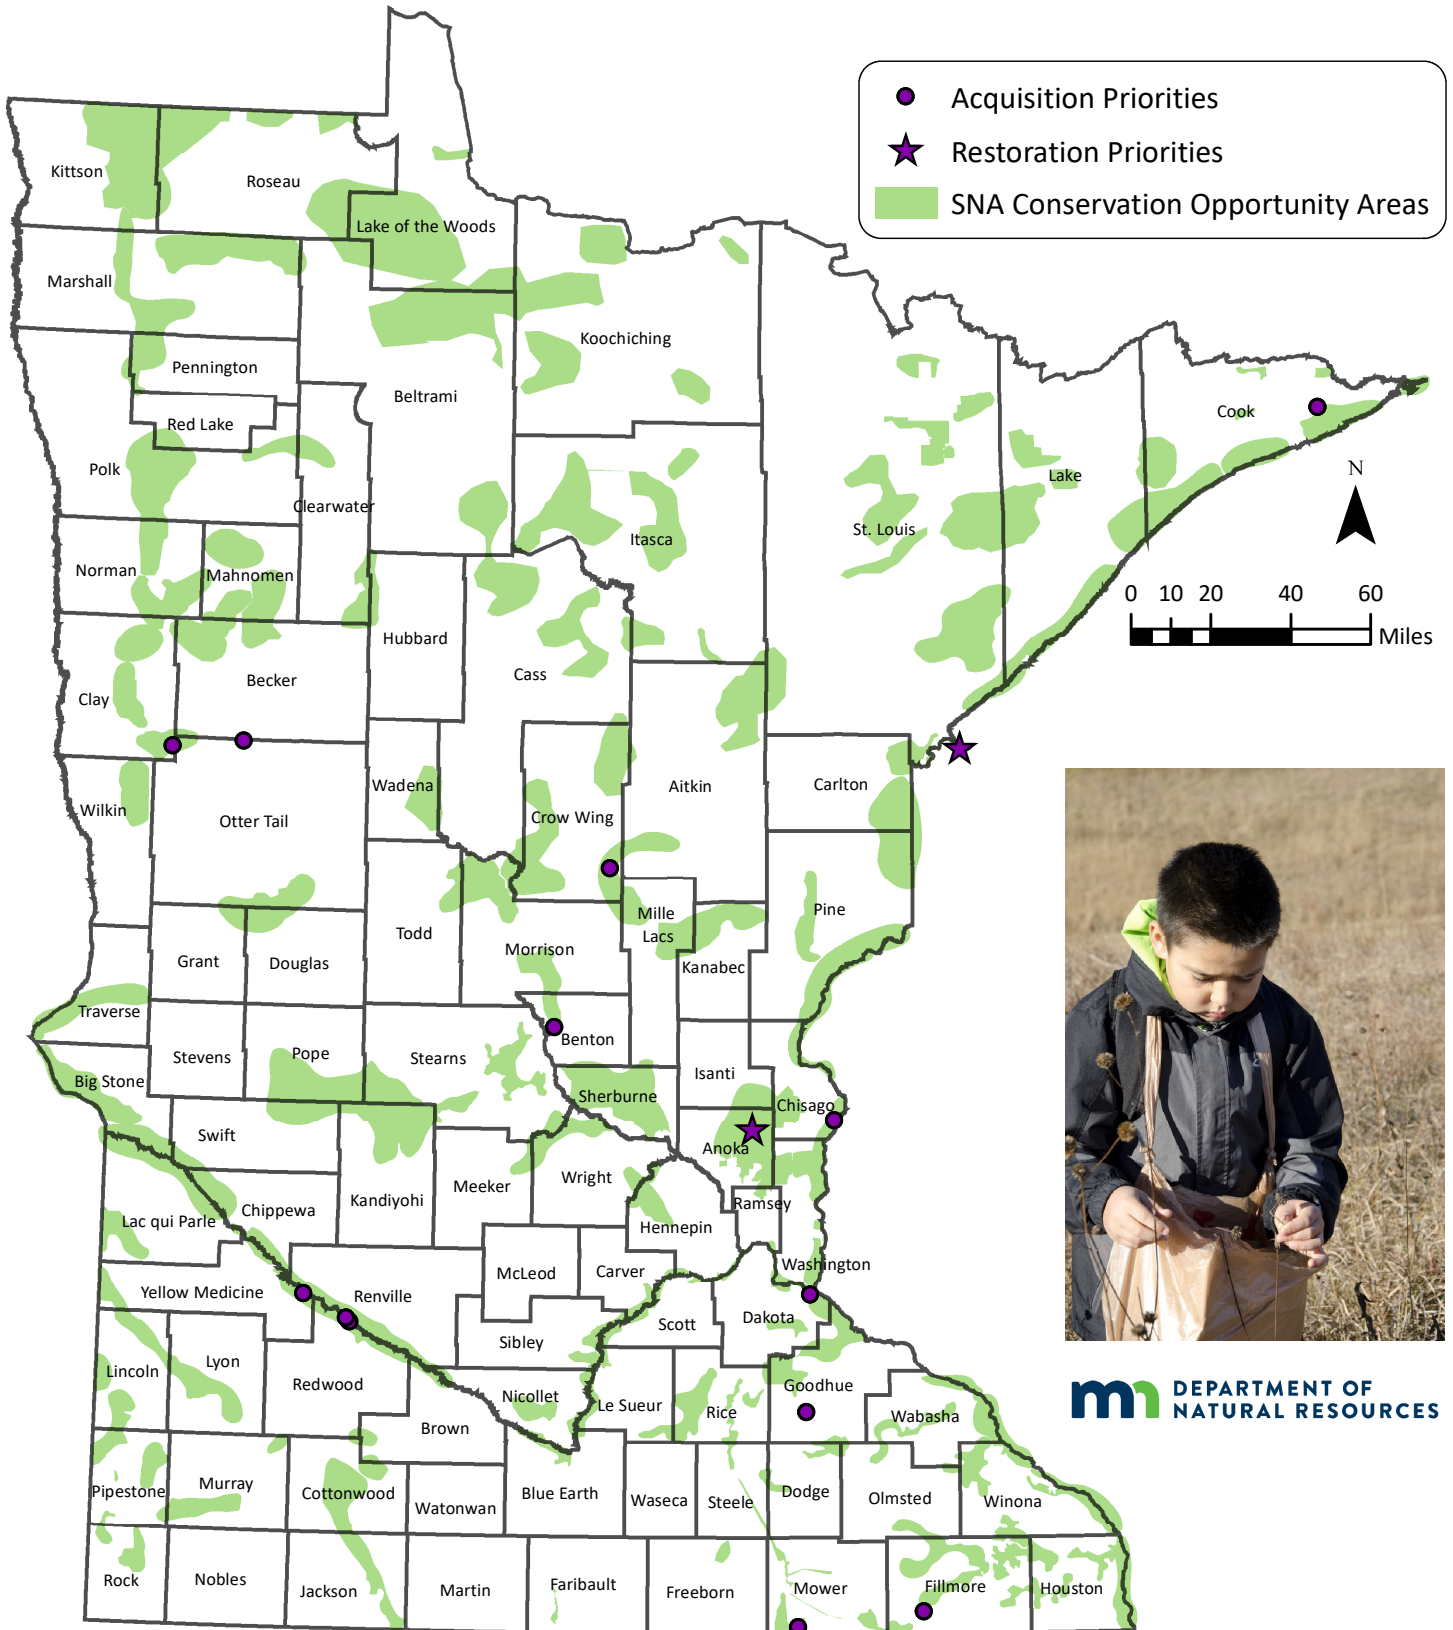 Acquisition Priorities
Restoration Priorities
SNA Conservation Opportunity Areas
Kittson
Roseau
Lake of the Woods
Marshall
Koochiching
Pennington
Beltrami
Red Lake
Cook
Polk
Lake
N
Clearwater
St. Louis
Itasca
Norman
Mahnomen
0 10 20 40 60
Miles
Hubbard
Cass
Becker
Clay
Wadena
Aitkin
Carlton
Wilkin
Crow Wing
Otter Tail
Mille
Lacs
Pine
Todd
Morrison
Kanabec
Grant
Douglas
Traverse
Benton
Stevens
Pope
Stearns
Isanti
Big Stone
Sherburne
Chisago
Swift
Anoka
Wright
Meeker
Kandiyohi
Ramsey
Chippewa
Lac qui Parle
Hennepin
Washington
McLeod
Carver
Yellow Medicine
Renville
Dakota
Scott
Sibley
Lyon
Lincoln
Redwood
Goodhue
Nicollet
Le Sueur
Rice
Wabasha
Brown
DEPARTMENT OF
NATURAL RESOURCES
Pipestone
Murray
Cottonwood
Watonwan
Blue Earth
Waseca
Steele
Dodge
Olmsted
Winona
Rock
Nobles
Jackson
Martin
Faribault
Freeborn
Mower
Fillmore
Houston